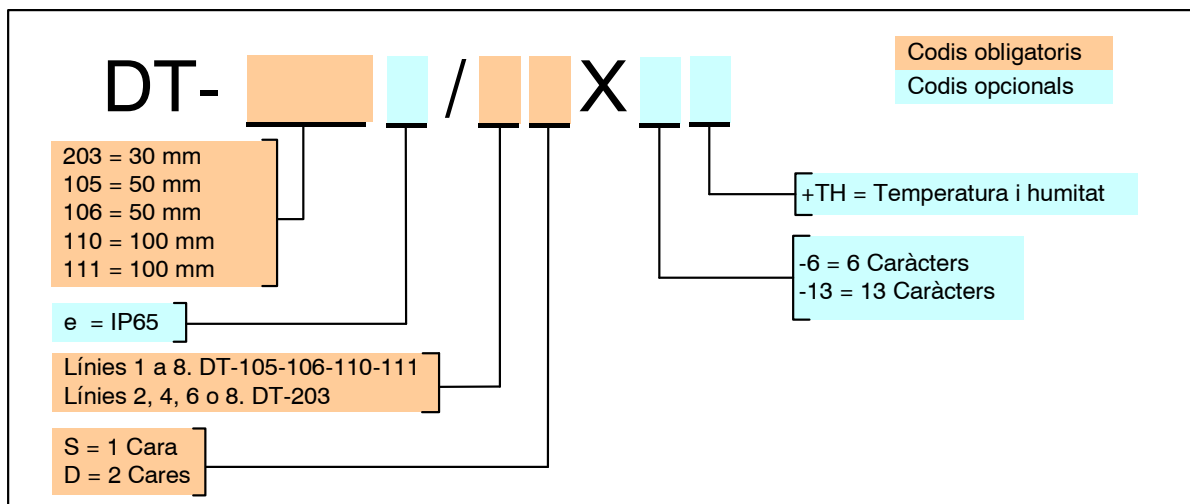 Codis obligatoris
Codis opcionals
DT- / X
203 = 30 mm
105 = 50 mm
106 = 50 mm
110 = 100 mm
111 = 100 mm
+TH = Temperatura i humitat
-6 = 6 Caràcters
-13 = 13 Caràcters
e = IP65
Línies 1 a 8. DT-105-106-110-111
Línies 2, 4, 6 o 8. DT-203
S = 1 Cara
D = 2 Cares